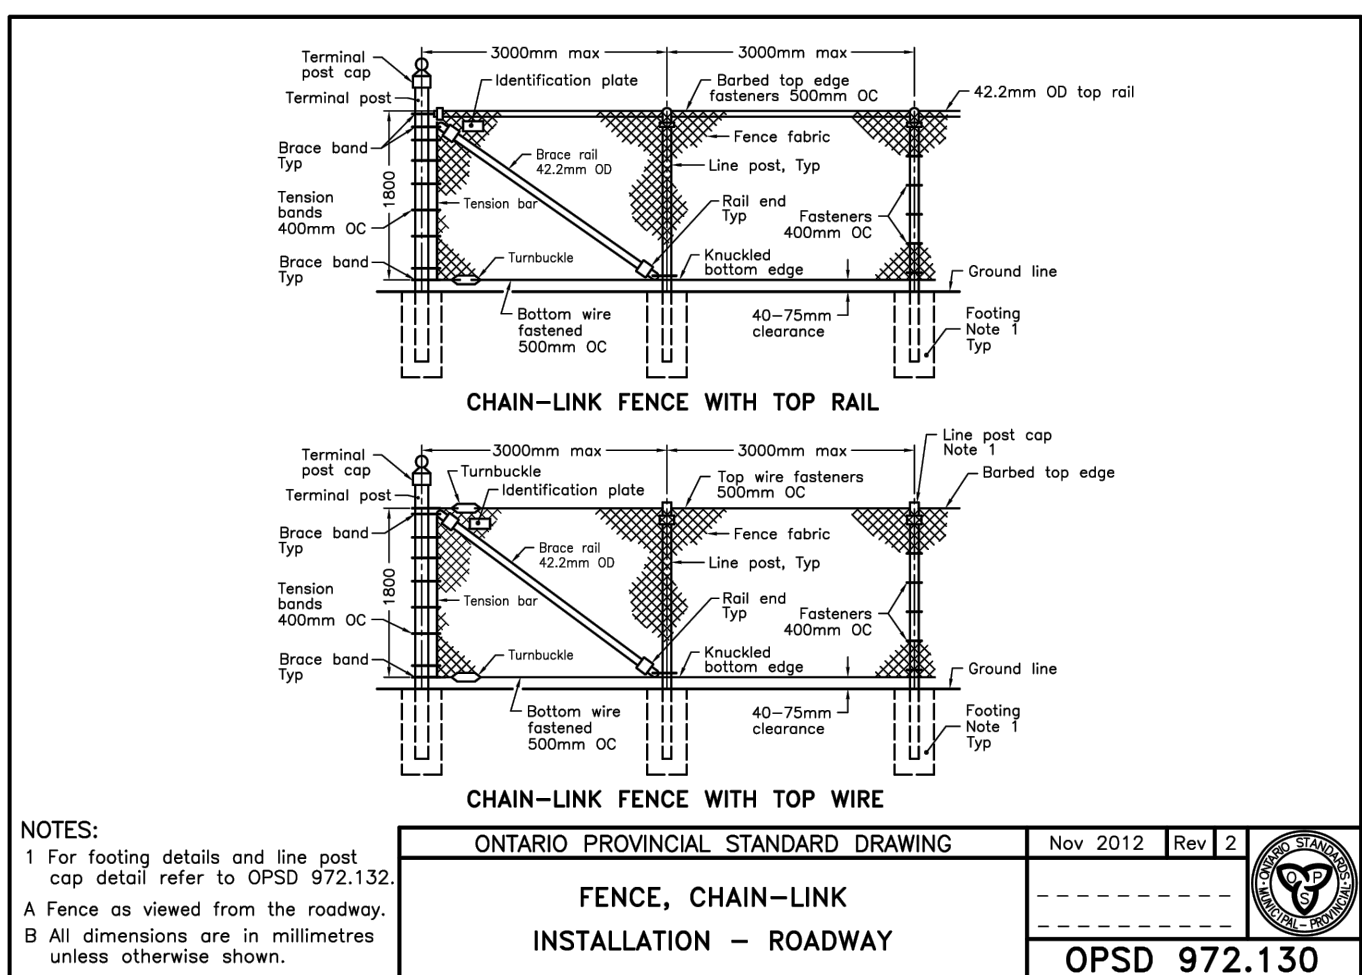 3000mm max
3000mm max
Terminal
post cap
Identification plate
Barbed top edge
fasteners 500mm OC
42.2mm OD top rail
Terminal post
Fence fabric
Brace band
Typ
Brace rail
42.2mm OD
Line post, Typ
1800
Tension
bands
400mm OC
Tension bar
Rail end
Typ
Fasteners
400mm OC
Brace band
Typ
Turnbuckle
Knuckled
bottom edge
Ground line
Bottom wire
fastened
500mm OC
40-75mm
clearance
Footing
Note 1
Typ
CHAIN-LINK FENCE WITH TOP RAIL
3000mm max
3000mm max
Line post cap
Note 1
Terminal
post cap
Turnbuckle
Top wire fasteners
500mm OC
Barbed top edge
Terminal post
Identification plate
Brace band
Typ
Fence fabric
Brace rail
42.2mm OD
Line post, Typ
1800
Tension
bands
400mm OC
Tension bar
Rail end
Typ
Fasteners
400mm OC
Brace band
Typ
Turnbuckle
Knuckled
bottom edge
Ground line
Bottom wire
fastened
500mm OC
40-75mm
clearance
Footing
Note 1
Typ
CHAIN-LINK FENCE WITH TOP WIRE
NOTES:
1 For footing details and line post
cap detail refer to OPSD 972.132.
A Fence as viewed from the roadway.
B All dimensions are in millimetres
unless otherwise shown.
ONTARIO PROVINCIAL STANDARD DRAWING
Nov 2012
Rev
2
FENCE, CHAIN-LINK
INSTALLATION - ROADWAY
OPSD 972.130
ONTARIO STANDARDS
MUNICIPAL-PROVINCIAL
O P
S